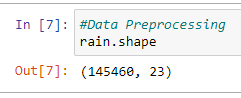 In [7]: #Data Preprocessing
rain.shape
Out[7]: (145460, 23)